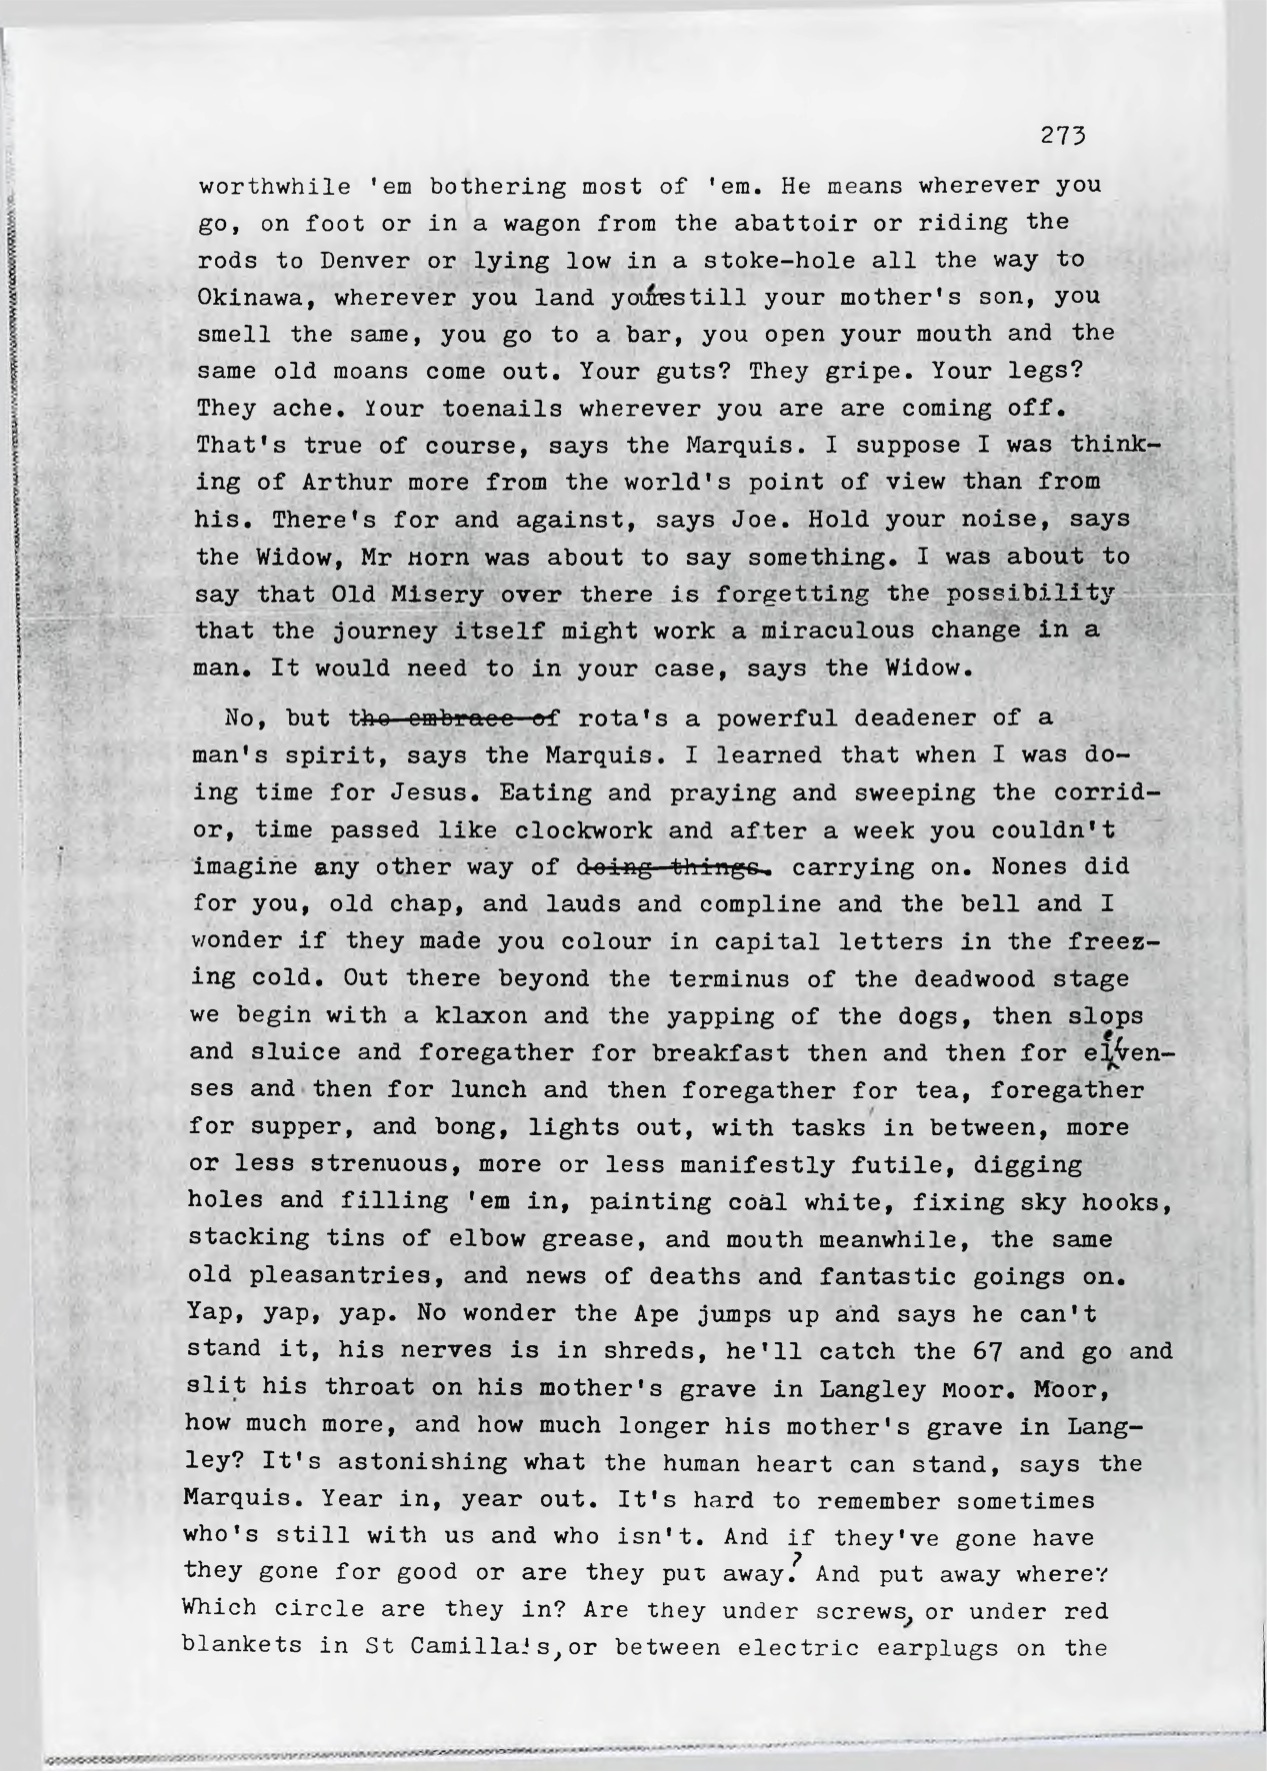 273
worthwhile 'em bothering most of 'em. He means wherever you
go, on foot or in a wagon from the abattoir or riding the
rods to Denver or lying low in a stoke-hole all the way to
Okinawa, wherever you land you're still your mother's son, you
smell the same, you go to a bar, you open your mouth and the
same old moans come out. Your guts? They gripe. Your legs?
They ache. Your toenails wherever you are are coming off.
That's true of course, says the Marquis. I suppose I was think-
ing of Arthur more from the world's point of view than from
his. There's for and against, says Joe. Hold your noise, says
the Widow, Mr Horn was about to say something. I was about to
say that Old Misery over there is forgetting the possibility
that the journey itself might work a miraculous change in a
man. It would need to in your case, says the Widow.
No, but the embrace of rota's a powerful deadener of a
man's spirit, says the Marquis. I learned that when I was do-
ing time for Jesus. Eating and praying and sweeping the corrid-
or, time passed like clockwork and after a week you couldn't
imagine any other way of doing things. carrying on. Nones did
for you, old chap, and lauds and compline and the bell and I
wonder if they made you colour in capital letters in the freez-
ing cold. Out there beyond the terminus of the deadwood stage
we begin with a klaxon and the yapping of the dogs, then slops
and sluice and foregather for breakfast then and then for eleven-
ses and then for lunch and then foregather for tea, foregather
for supper, and bong, lights out, with tasks in between, more
or less strenuous, more or less manifestly futile, digging
holes and filling 'em in, painting coal white, fixing sky hooks,
stacking tins of elbow grease, and mouth meanwhile, the same
old pleasantries, and news of deaths and fantastic goings on.
Yap, yap, yap. No wonder the Ape jumps up and says he can't
stand it, his nerves is in shreds, he'll catch the 67 and go and
slit his throat on his mother's grave in Langley Moor. Moor,
how much more, and how much longer his mother's grave in Lang-
ley? It's astonishing what the human heart can stand, says the
Marquis. Year in, year out. It's hard to remember sometimes
who's still with us and who isn't. And if they've gone have
they gone for good or are they put away? And put away where?
Which circle are they in? Are they under screws, or under red
blankets in St Camilla's, or between electric earplugs on the